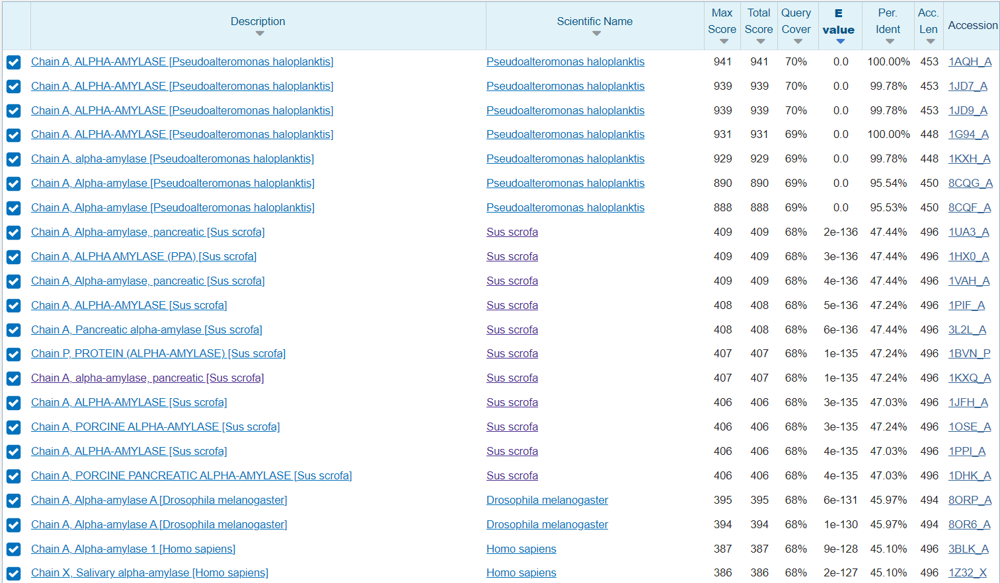 Description Scientific Name Max Score Total Score Query Cover E value Per. Ident Acc. Len Accession
Chain A, ALPHA-AMYLASE [Pseudoalteromonas haloplanktis] Pseudoalteromonas haloplanktis 941 941 70% 0.0 100.00% 453 1AQH_A
Chain A, ALPHA-AMYLASE [Pseudoalteromonas haloplanktis] Pseudoalteromonas haloplanktis 939 939 70% 0.0 99.78% 453 1JD7_A
Chain A, ALPHA-AMYLASE [Pseudoalteromonas haloplanktis] Pseudoalteromonas haloplanktis 939 939 70% 0.0 99.78% 453 1JD9_A
Chain A, ALPHA-AMYLASE [Pseudoalteromonas haloplanktis] Pseudoalteromonas haloplanktis 931 931 69% 0.0 100.00% 448 1G94_A
Chain A, alpha-amylase [Pseudoalteromonas haloplanktis] Pseudoalteromonas haloplanktis 929 929 69% 0.0 99.78% 448 1KXH_A
Chain A, Alpha-amylase [Pseudoalteromonas haloplanktis] Pseudoalteromonas haloplanktis 890 890 69% 0.0 95.54% 450 8CQG_A
Chain A, Alpha-amylase [Pseudoalteromonas haloplanktis] Pseudoalteromonas haloplanktis 888 888 69% 0.0 95.53% 450 8CQF_A
Chain A, Alpha-amylase, pancreatic [Sus scrofa] Sus scrofa 409 409 68% 2e-136 47.44% 496 1UA3_A
Chain A, ALPHA AMYLASE (PPA) [Sus scrofa] Sus scrofa 409 409 68% 3e-136 47.44% 496 1HX0_A
Chain A, Alpha-amylase, pancreatic [Sus scrofa] Sus scrofa 409 409 68% 4e-136 47.44% 496 1VAH_A
Chain A, ALPHA-AMYLASE [Sus scrofa] Sus scrofa 408 408 68% 5e-136 47.24% 496 1PIF_A
Chain A, Pancreatic alpha-amylase [Sus scrofa] Sus scrofa 408 408 68% 6e-136 47.44% 496 3L2L_A
Chain P, PROTEIN (ALPHA-AMYLASE) [Sus scrofa] Sus scrofa 407 407 68% 1e-135 47.24% 496 1BVN_P
Chain A, alpha-amylase, pancreatic [Sus scrofa] Sus scrofa 407 407 68% 1e-135 47.24% 496 1KXQ_A
Chain A, ALPHA-AMYLASE [Sus scrofa] Sus scrofa 406 406 68% 3e-135 47.03% 496 1JFH_A
Chain A, PORCINE ALPHA-AMYLASE [Sus scrofa] Sus scrofa 406 406 68% 3e-135 47.24% 496 1OSE_A
Chain A, ALPHA-AMYLASE [Sus scrofa] Sus scrofa 406 406 68% 4e-135 47.03% 496 1PPI_A
Chain A, PORCINE PANCREATIC ALPHA-AMYLASE [Sus scrofa] Sus scrofa 406 406 68% 4e-135 47.03% 496 1DHK_A
Chain A, Alpha-amylase A [Drosophila melanogaster] Drosophila melanogaster 395 395 68% 6e-131 45.97% 494 8ORP_A
Chain A, Alpha-amylase A [Drosophila melanogaster] Drosophila melanogaster 394 394 68% 1e-130 45.97% 494 8OR6_A
Chain A, Alpha-amylase 1 [Homo sapiens] Homo sapiens 387 387 68% 9e-128 45.10% 496 3BLK_A
Chain X, Salivary alpha-amylase [Homo sapiens] Homo sapiens 386 386 68% 2e-127 45.10% 496 1Z32_X